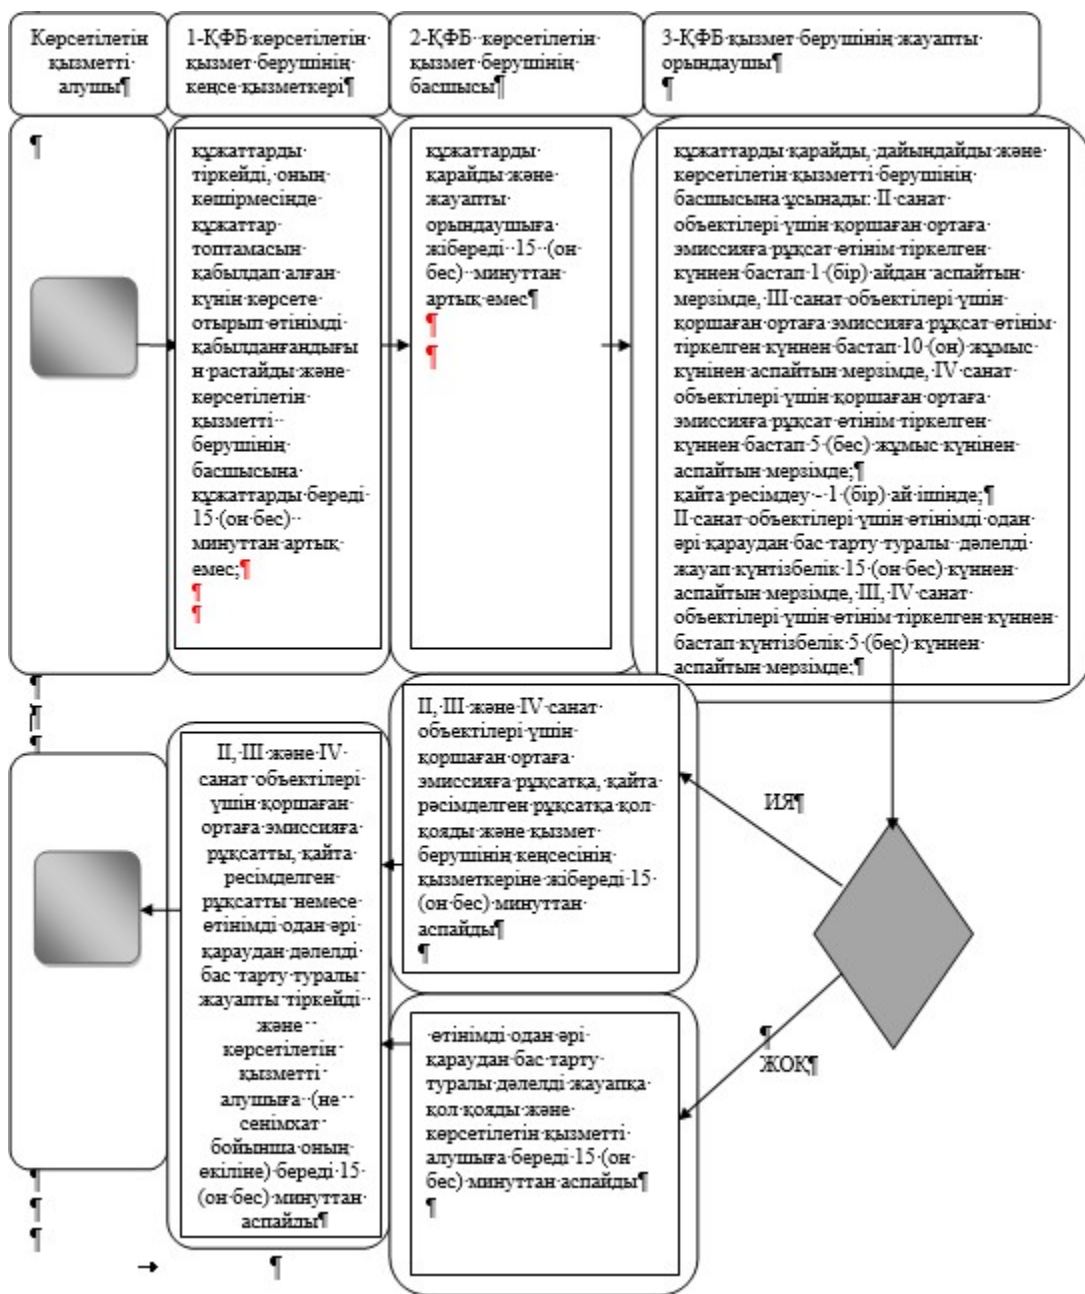 Көрсетілетін
қызметті
алушы¶
1-ҚФБ көрсетілетін
қызмет берушінің
кеңсе қызметкері¶
2-ҚФБ көрсетілетін
қызмет берушінің
басшысы¶
3-ҚФБ қызмет берушінің жауапты
орындаушы¶
¶
¶
құжаттарды
тіркейді, оның
көшірмесінде
құжаттар
топтамасын
қабылдап алған
күнін көрсете
отырып өтінімді
қабылданғандығы
н растайды және
көрсетілетін
қызметті
берушінің
басшысына
құжаттарды береді
15 (он бес)
минуттан артық
емес;¶
¶
¶
құжаттарды
қарайды және
жауапты
орындаушыға
жібереді 15 (он
бес) минуттан
артық емес¶
¶
¶
құжаттарды қарайды, дайындайды және
көрсетілетін қызметті берушінің
басшысына ұсынады: II санат
объектілері үшін қоршаған ортаға
эмиссияға рұқсат өтінім тіркелген
күннен бастап 1 (бір) айдан аспайтын
мерзімде, III санат объектілері үшін
қоршаған ортаға эмиссияға рұқсат өтінім
тіркелген күннен бастап 10 (он) жұмыс
күнінен аспайтын мерзімде, IV санат
объектілері үшін қоршаған ортаға
эмиссияға рұқсат өтінім тіркелген
күннен бастап 5 (бес) жұмыс күнінен
аспайтын мерзімде;¶
қайта ресімдеу - 1 (бір) ай ішінде;¶
II санат объектілері үшін өтінімді одан
әрі қараудан бас тарту туралы дәлелді
жауап күнтізбелік 15 (он бес) күннен
аспайтын мерзімде, III, IV санат
объектілері үшін өтінім тіркелген күннен
бастап күнтізбелік 5 (бес) күннен
аспайтын мерзімде;¶
¶
¶
¶
II, III және IV
санат объектілері
үшін қоршаған
ортаға эмиссияға
рұқсатты, қайта
ресімделген
рұқсатты немесе
өтінімді одан әрі
қараудан дәлелді
бас тарту туралы
жауапты тіркейді
және
көрсетілетін
қызметті
алушыға (не
сенімхат
бойынша оның
өкіліне) береді 15
(он бес) минуттан
аспайды¶
II, III және IV санат
объектілері үшін
қоршаған ортаға
эмиссияға рұқсатқа, қайта
рәсімделген рұқсатқа қол
қояды және қызмет
берушінің кеңсесінің
қызметкеріне жібереді 15
(он бес) минуттан
аспайды¶
¶
ИЯ¶
өтінімді одан әрі
қараудан бас тарту
туралы дәлелді жауапқа
қол қояды және
көрсетілетін қызметті
алушыға береді 15 (он
бес) минуттан аспайды¶
¶
¶
ЖОҚ¶
¶
¶
¶
→ ¶